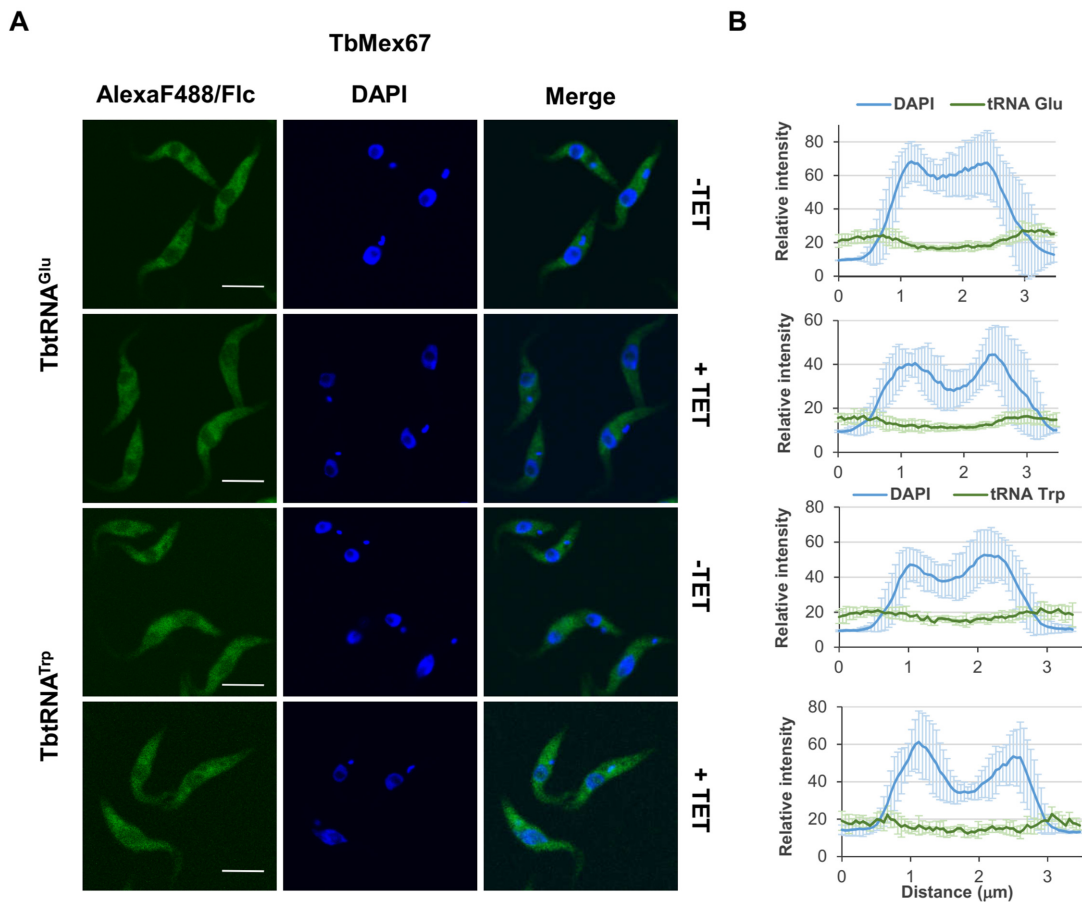 A
B
TbMex67
AlexaF488/Flc DAPI Merge
TbtRNAGlu
-TET
+ TET
TbtRNATrp
-TET
+ TET
DAPI tRNA Glu
Relative intensity
80
60
40
20
0
0 1 2 3
Relative intensity
60
40
20
0
0 1 2 3
DAPI tRNA Trp
Relative intensity
80
60
40
20
0
0 1 2 3
Relative intensity
80
60
40
20
0
0 1 2 3
Distance (μm)